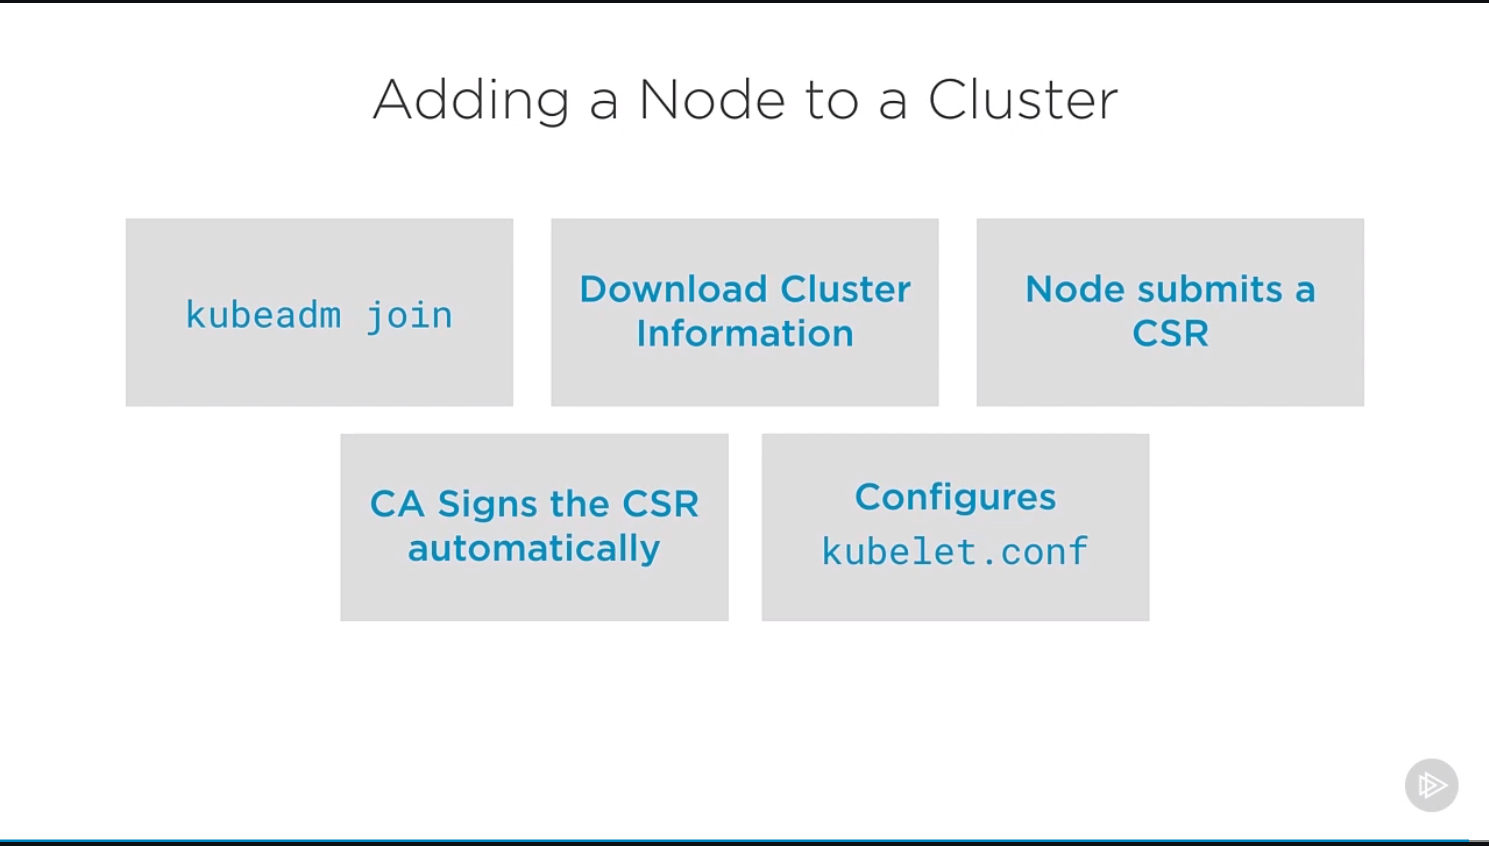 Adding a Node to a Cluster
kubeadm join
Download Cluster
Information
Node submits a
CSR
CA Signs the CSR
automatically
Configures
kubelet.conf